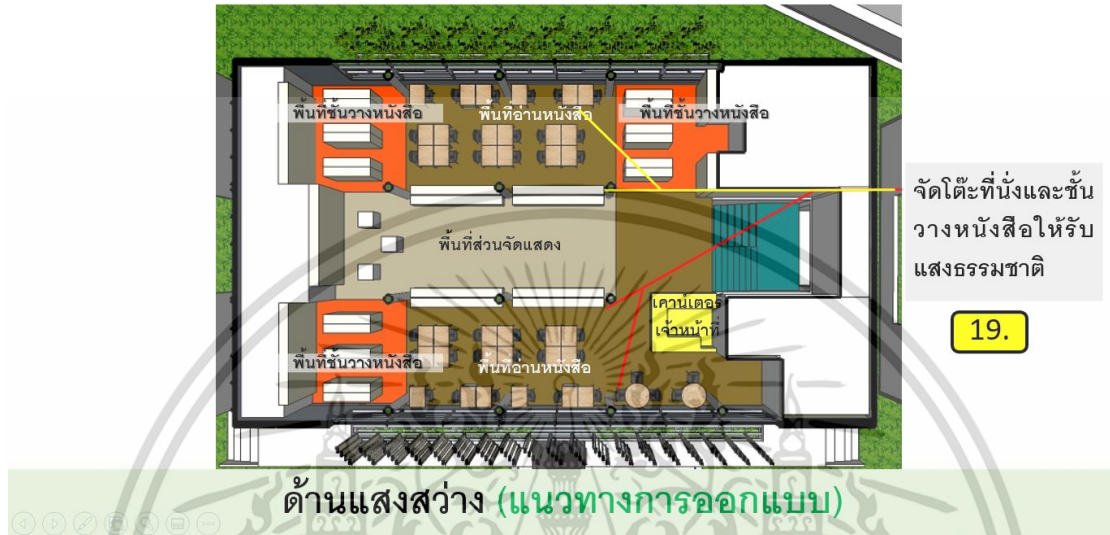 พื้นที่ชั้นวางหนังสือ
พื้นที่อ่านหนังสือ
พื้นที่ชั้นวางหนังสือ
จัดโต๊ะที่นั่งและชั้น
วางหนังสือให้รับ
แสงธรรมชาติ
19.
พื้นที่ส่วนจัดแสดง
เคาน์เตอร์
เจ้าหน้าที่
พื้นที่ชั้นวางหนังสือ
พื้นที่อ่านหนังสือ
ด้านแสงสว่าง (แนวทางการออกแบบ)